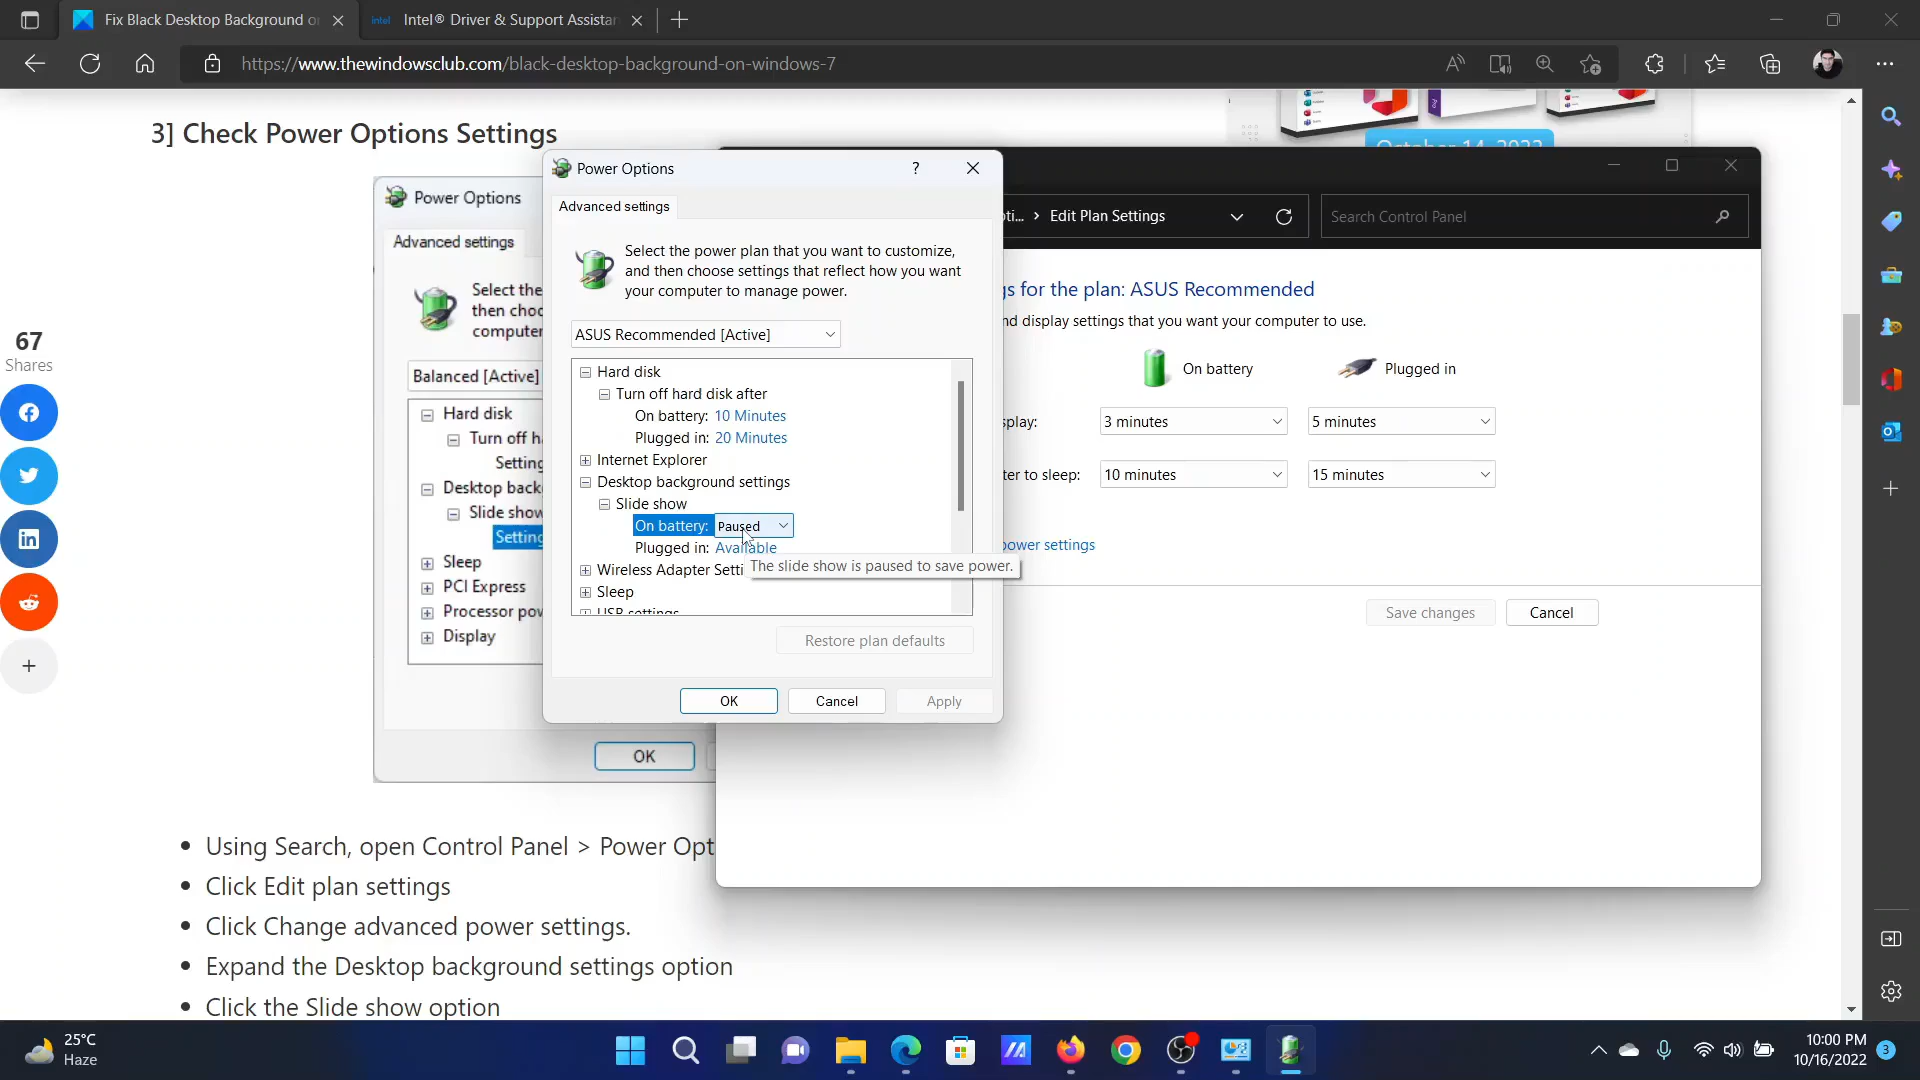 Fix Black Desktop Background o
intel
Intel® Driver & Support Assistan
https://www.thewindowsclub.com/black-desktop-background-on-windows-7
3] Check Power Options Settings
67
Shares
Power Options
Advanced settings
Select the
then choo
computer
Balanced [Active]
Hard disk
Turn off h
Setting
Desktop back
Slide show
Setting
Sleep
PCI Express
Processor pow
Display
OK
Power Options
?
Advanced settings
Select the power plan that you want to customize,
and then choose settings that reflect how you want
your computer to manage power.
ASUS Recommended [Active]
Hard disk
Turn off hard disk after
On battery: 10 Minutes
Plugged in: 20 Minutes
Internet Explorer
Desktop background settings
Slide show
On battery: Paused
Plugged in: Available
The slide show is paused to save power.
Wireless Adapter Setti
Sleep
USB settings
Restore plan defaults
OK
Cancel
Apply
ti... › Edit Plan Settings
Search Control Panel
gs for the plan: ASUS Recommended
nd display settings that you want your computer to use.
On battery
Plugged in
splay:
3 minutes
5 minutes
ter to sleep:
10 minutes
15 minutes
power settings
Save changes
Cancel
October 14, 2022
• Using Search, open Control Panel > Power Opt
• Click Edit plan settings
• Click Change advanced power settings.
• Expand the Desktop background settings option
• Click the Slide show option
25°C
Haze
10:00 PM
10/16/2022
3